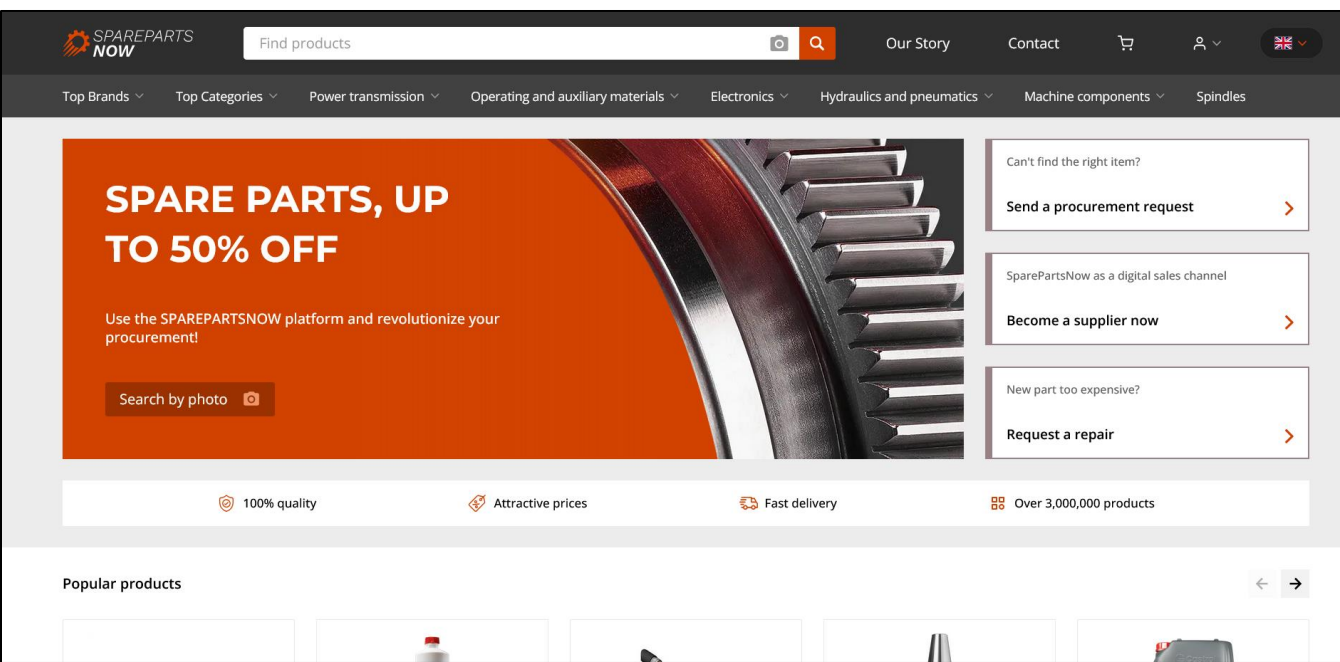 SPAREPARTS
NOW
Find products
Our Story
Contact
Top Brands
Top Categories
Power transmission
Operating and auxiliary materials
Electronics
Hydraulics and pneumatics
Machine components
Spindles
SPARE PARTS, UP
TO 50% OFF
Use the SPAREPARTSNOW platform and revolutionize your
procurement!
Search by photo
Can't find the right item?
Send a procurement request
SparePartsNow as a digital sales channel
Become a supplier now
New part too expensive?
Request a repair
100% quality
Attractive prices
Fast delivery
Over 3,000,000 products
Popular products